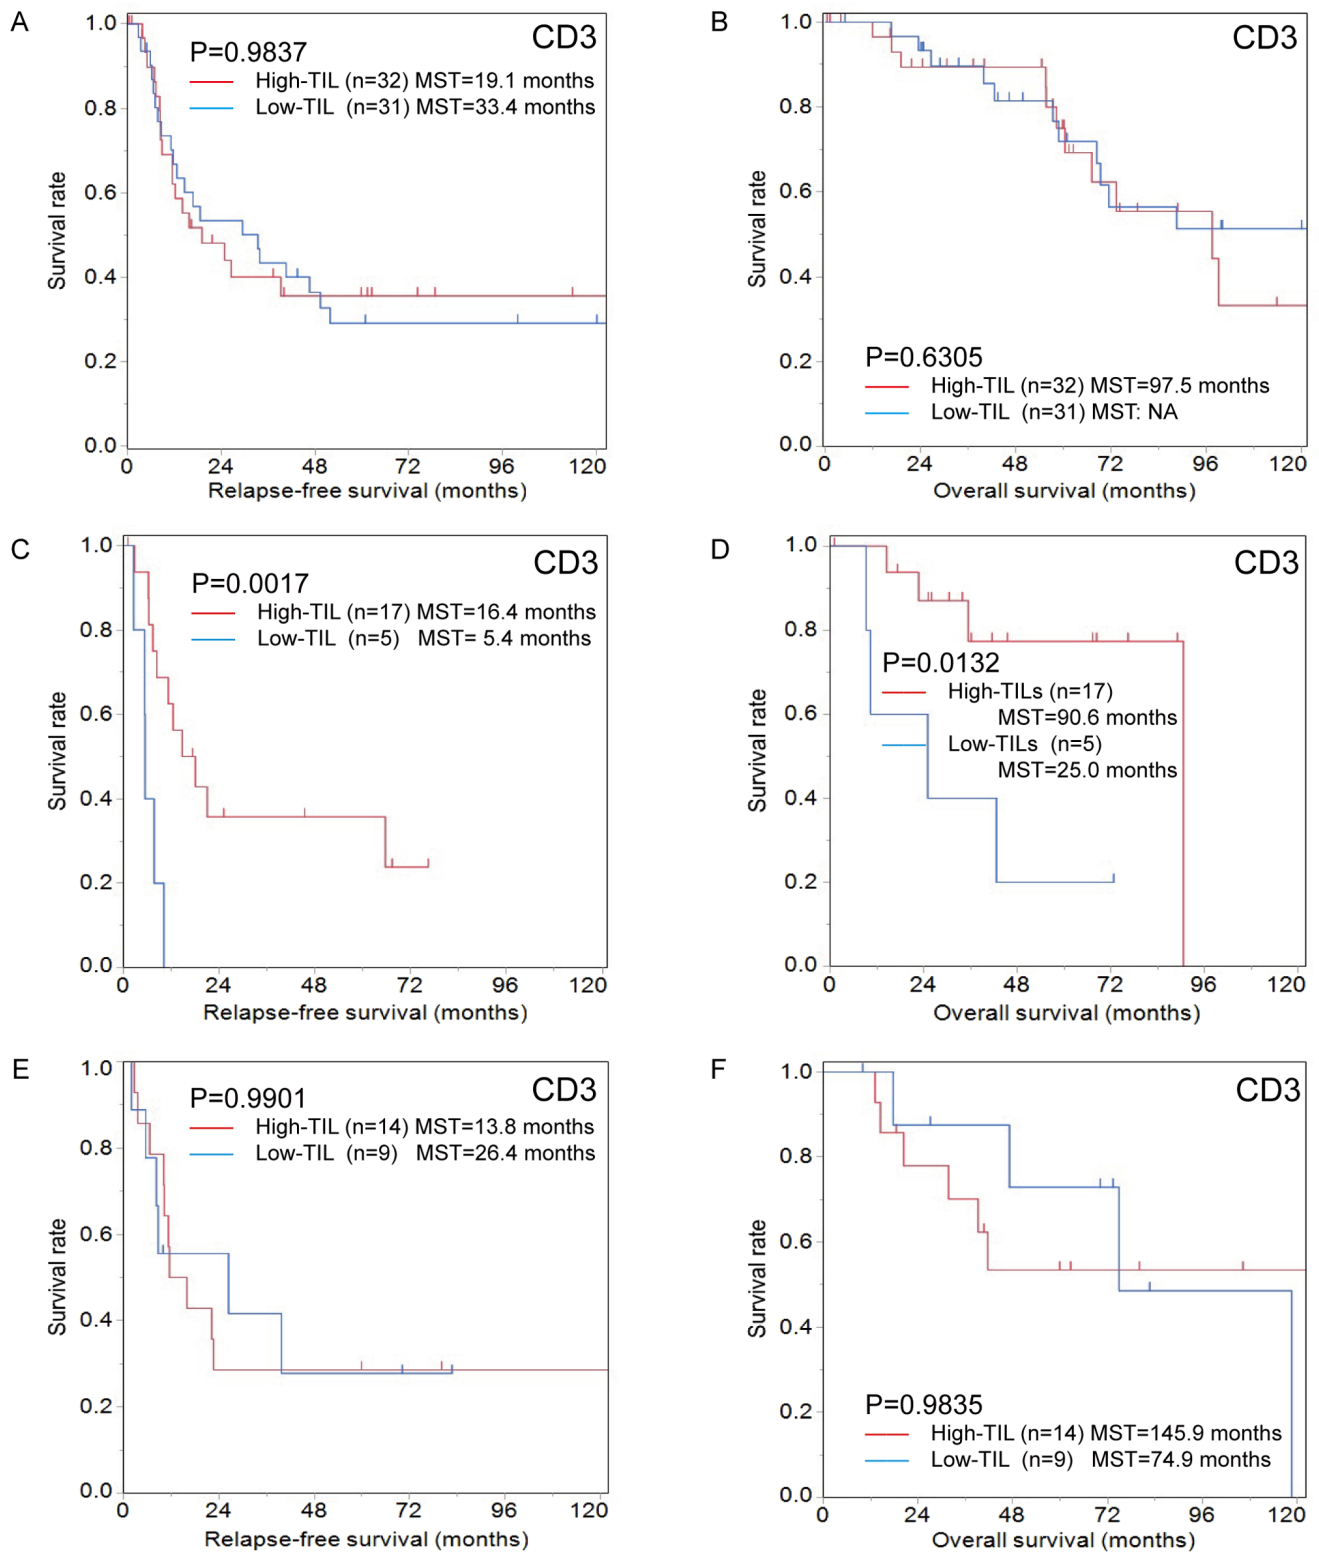 A
CD3
P=0.9837
High-TIL (n=32) MST=19.1 months
Low-TIL (n=31) MST=33.4 months
1.0
0.8
0.6
0.4
0.2
0.0
Survival rate
0 24 48 72 96 120
Relapse-free survival (months)
B
CD3
1.0
0.8
0.6
0.4
0.2
0.0
Survival rate
P=0.6305
High-TIL (n=32) MST=97.5 months
Low-TIL (n=31) MST: NA
0 24 48 72 96 120
Overall survival (months)
C
CD3
P=0.0017
High-TIL (n=17) MST=16.4 months
Low-TIL (n=5) MST= 5.4 months
1.0
0.8
0.6
0.4
0.2
0.0
Survival rate
0 24 48 72 96 120
Relapse-free survival (months)
D
CD3
1.0
0.8
0.6
0.4
0.2
0.0
Survival rate
P=0.0132
High-TILs (n=17)
MST=90.6 months
Low-TILs (n=5)
MST=25.0 months
0 24 48 72 96 120
Overall survival (months)
E
CD3
P=0.9901
High-TIL (n=14) MST=13.8 months
Low-TIL (n=9) MST=26.4 months
1.0
0.8
0.6
0.4
0.2
0.0
Survival rate
0 24 48 72 96 120
Relapse-free survival (months)
F
CD3
1.0
0.8
0.6
0.4
0.2
0.0
Survival rate
P=0.9835
High-TIL (n=14) MST=145.9 months
Low-TIL (n=9) MST=74.9 months
0 24 48 72 96 120
Overall survival (months)